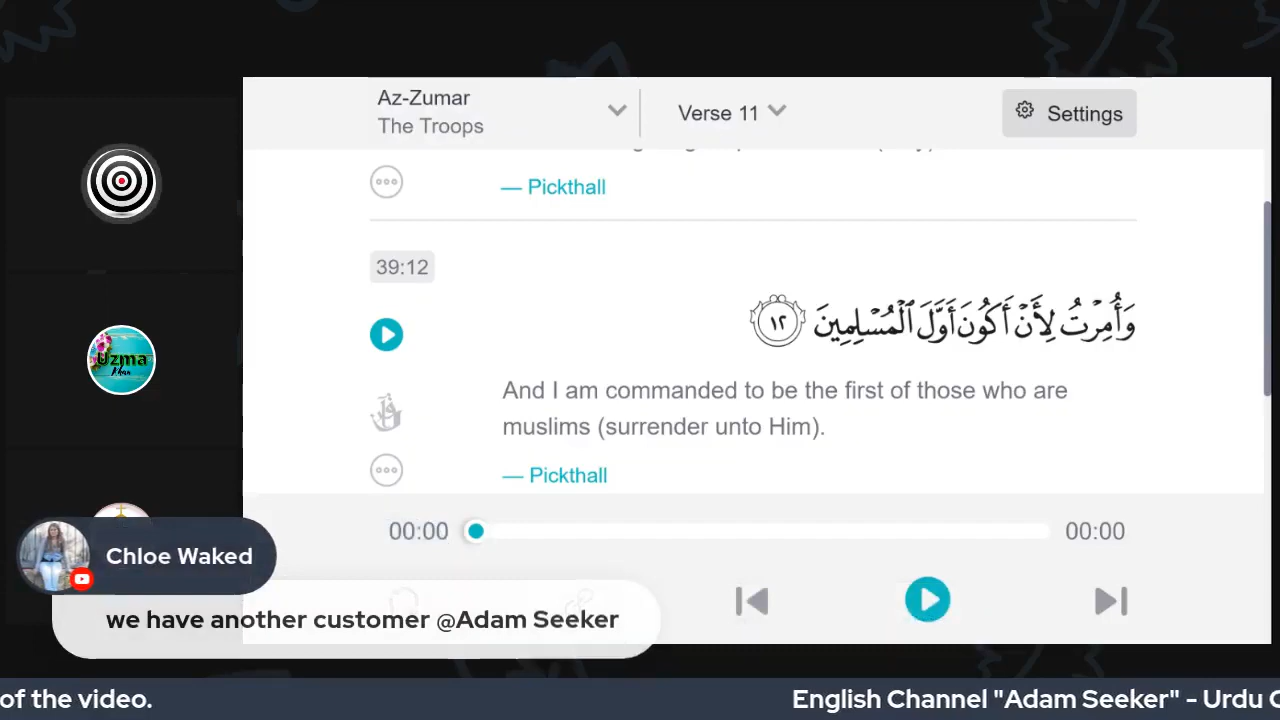 Az-Zumar
The Troops
Verse 11
Settings
— Pickthall
39:12
وَأُمِرْتُ لِأَنْ أَكُونَ أَوَّلَ ٱلْمُسْلِمِينَ ١٢
And I am commanded to be the first of those who are
muslims (surrender unto Him).
— Pickthall
00:00
00:00
Uzma
Adan
Chloe Waked
we have another customer @Adam Seeker
of the video.
English Channel "Adam Seeker" - Urdu C